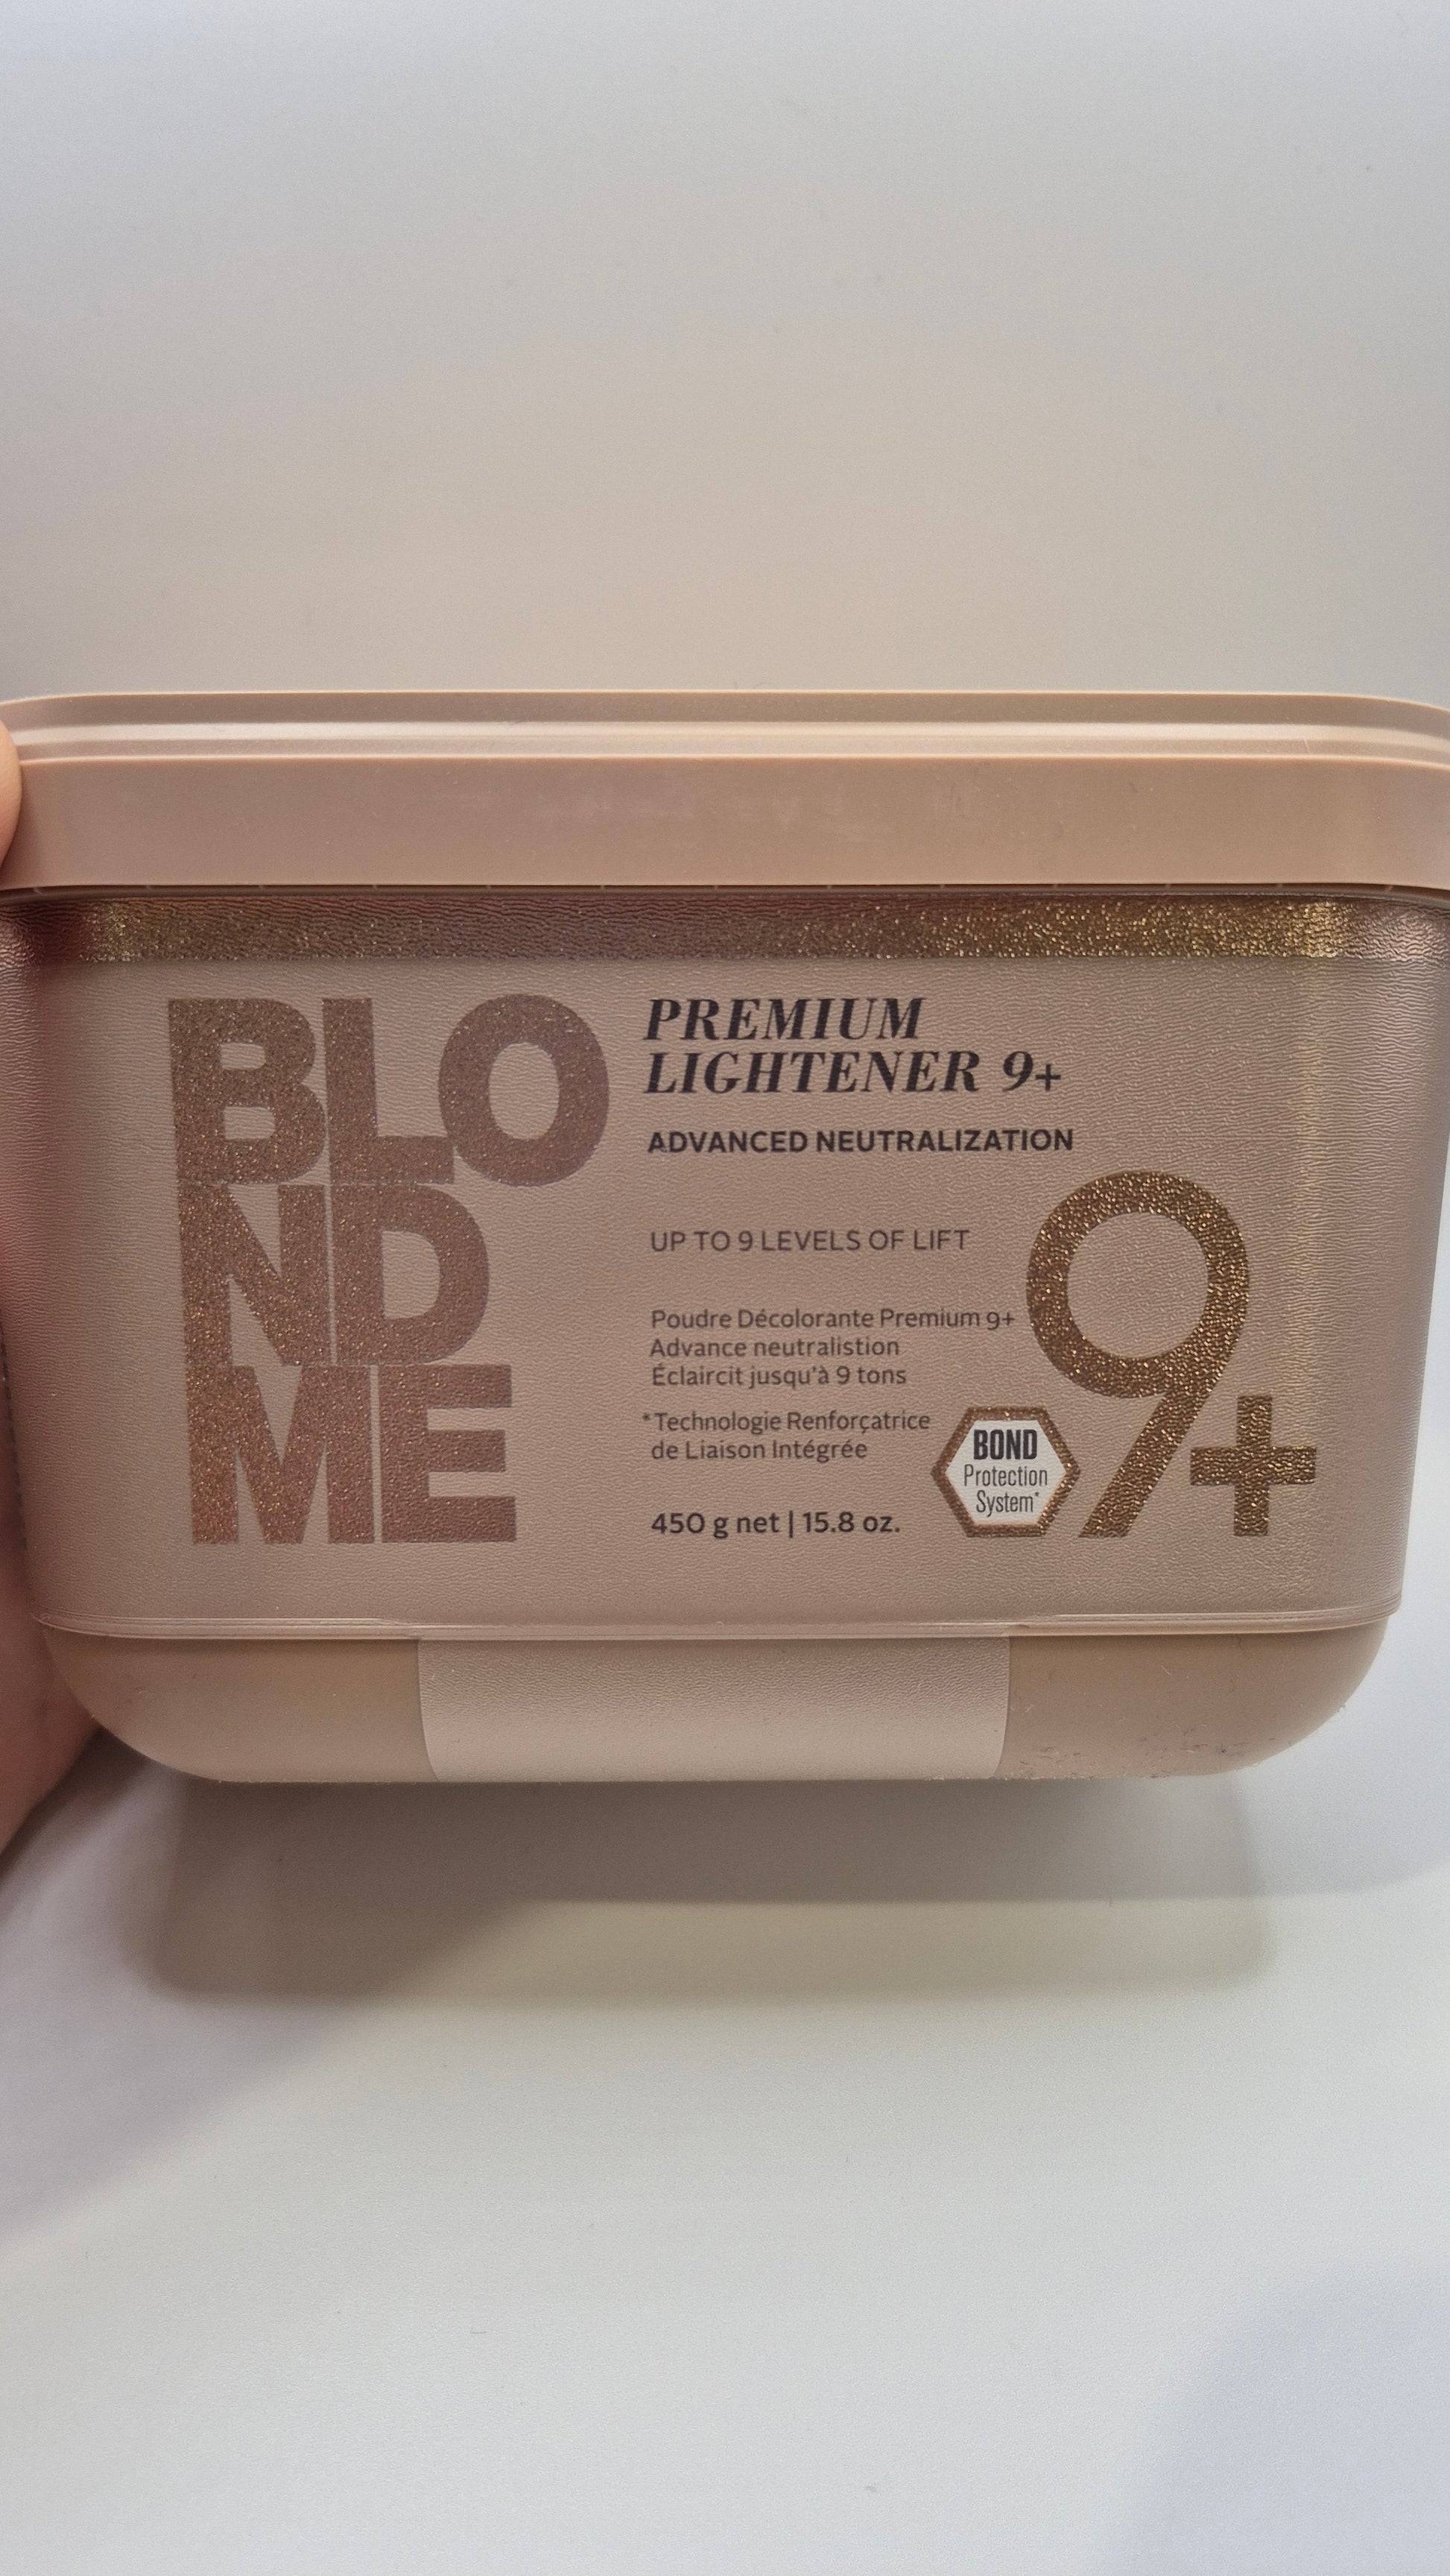 BLO
ND
ME
PREMIUM
LIGHTENER 9+
ADVANCED NEUTRALIZATION
UP TO 9 LEVELS OF LIFT
Poudre Décolorante Premium 9+
Advance neutralistion
Éclaircit jusqu'à 9 tons
*Technologie Renforçatrice
de Liaison Intégrée
450 g net | 15.8 oz.
BOND
Protection
System*
9+